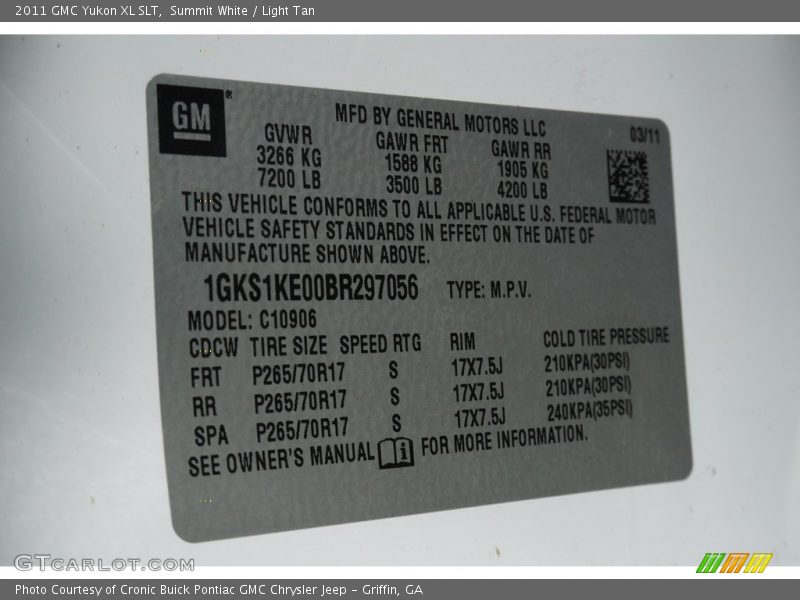 2011 GMC Yukon XL SLT,  Summit White / Light Tan
GM®
MFD BY GENERAL MOTORS LLC
03/11
GVWR GAWR FRT GAWR RR
3266 KG 1588 KG 1905 KG
7200 LB 3500 LB 4200 LB
THIS VEHICLE CONFORMS TO ALL APPLICABLE U.S. FEDERAL MOTOR
VEHICLE SAFETY STANDARDS IN EFFECT ON THE DATE OF
MANUFACTURE SHOWN ABOVE.
1GKS1KE00BR297056 TYPE: M.P.V.
MODEL: C10906
CDCW TIRE SIZE SPEED RTG RIM COLD TIRE PRESSURE
FRT P265/70R17 S 17X7.5J 210KPA(30PSI)
RR P265/70R17 S 17X7.5J 210KPA(30PSI)
SPA P265/70R17 S 17X7.5J 240KPA(35PSI)
SEE OWNER'S MANUAL i FOR MORE INFORMATION.
GTCARLOT.COM
Photo Courtesy of Cronic Buick Pontiac GMC Chrysler Jeep - Griffin, GA